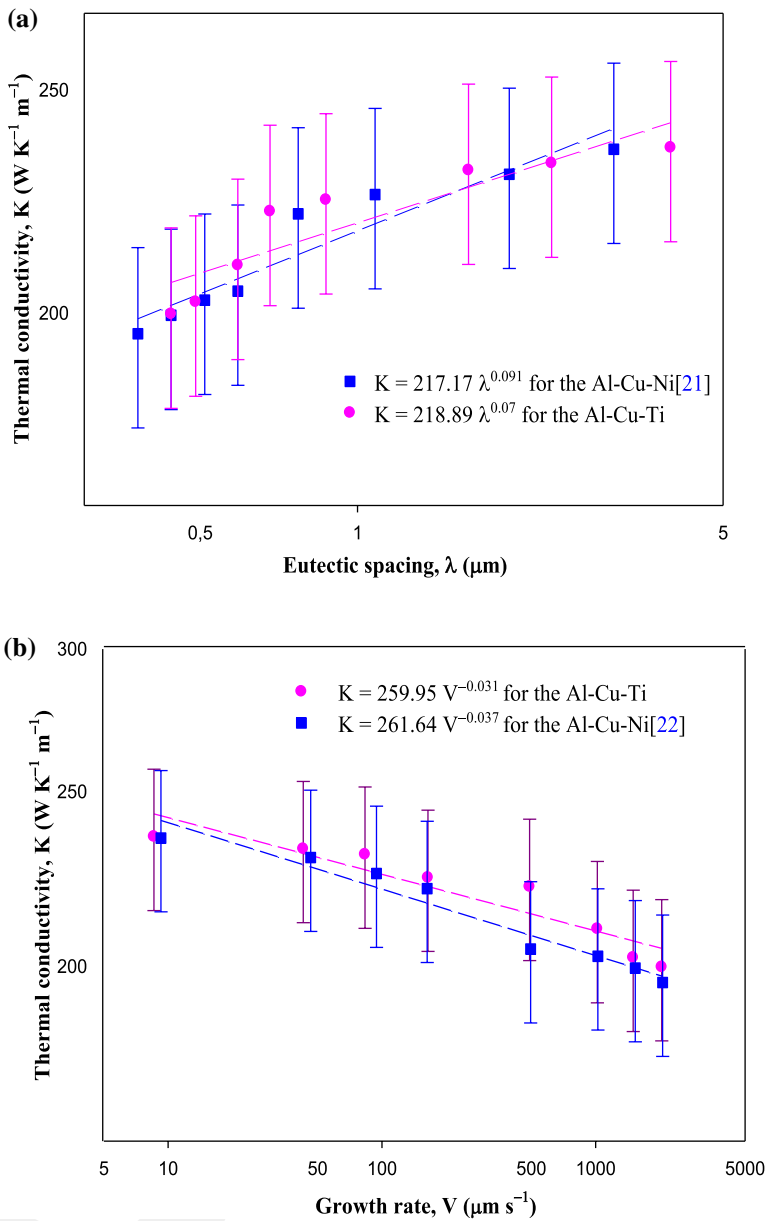 (a)
Thermal conductivity, K (W K⁻¹ m⁻¹)
250
200
K = 217.17 λ^0.091 for the Al-Cu-Ni[21]
K = 218.89 λ^0.07 for the Al-Cu-Ti
0,5 1 5
Eutectic spacing, λ (μm)
(b)
Thermal conductivity, K (W K⁻¹ m⁻¹)
300
250
200
K = 259.95 V^−0.031 for the Al-Cu-Ti
K = 261.64 V^−0.037 for the Al-Cu-Ni[22]
5 10 50 100 500 1000 5000
Growth rate, V (μm s⁻¹)